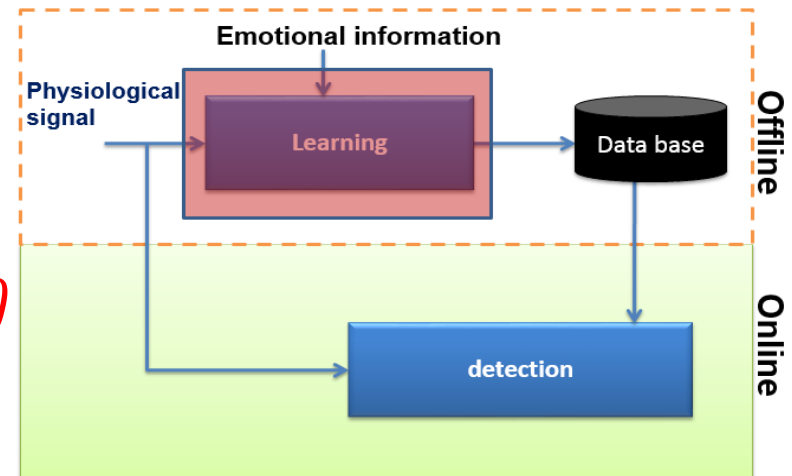 Emotional information
Physiological
signal
Learning
Data base
Offline
Online
detection